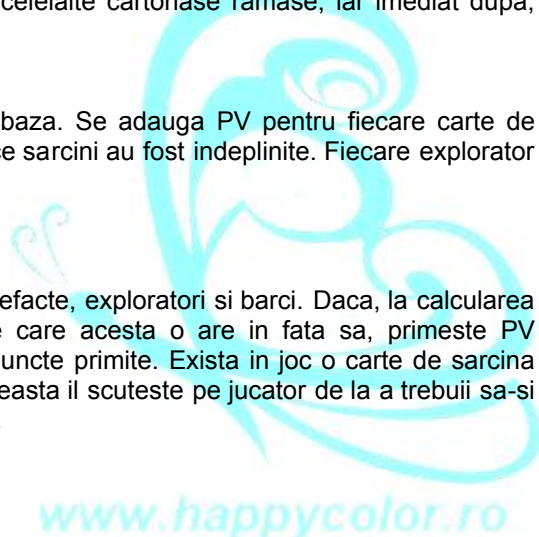 celelalte cartonase ramase, iar imediat dupa,
baza. Se adauga PV pentru fiecare carte de
ce sarcini au fost indeplinite. Fiecare explorator
efacte, exploratori si barci. Daca, la calcularea
e care acesta o are in fata sa, primeste PV
uncte primite. Exista in joc o carte de sarcina
easta il scuteste pe jucator de la a trebuii sa-si
www.happycolor.ro